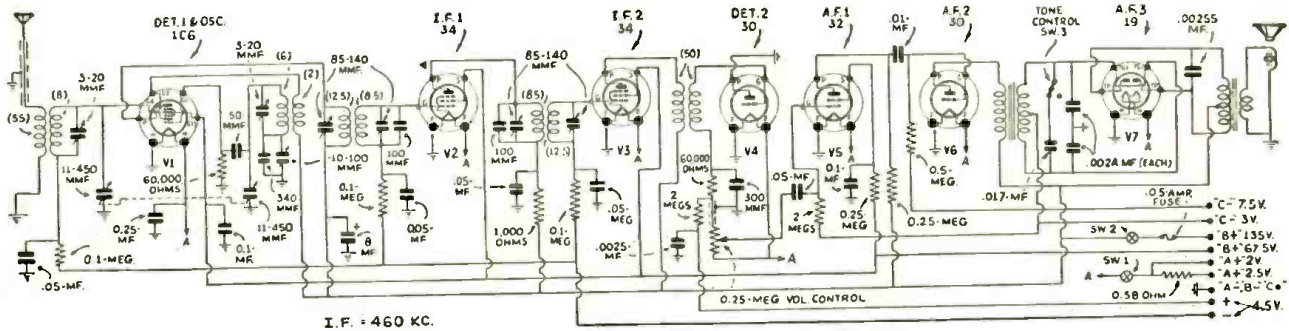 DET.1 & OSC.
1C6
I.F.1
34
I.F.2
34
DET.2
30
A.F.1
32
A.F.2
30
TONE
CONTROL
SW.3
A.F.3
19
.00255
MF.
3-20
MMF.
(8)
(55)
3-20
MMF.
(6)
(2)
85-140
MMF.
(12.5)
(8.5)
85-140
MMF.
(85)
(12.5)
(50)
.01-
MF.
50
MMF.
11-450
MMF.
V1
60,000
OHMS
0.25-
MF.
A
0.1-
MF.
340
MMF.
10-100
MMF.
11-450
MMF.
0.1-MEG.
.05-MF.
0.1-
MEG.
8
MF.
100
MMF.
.005-
MF.
V2
A
.05-
MF.
100
MMF.
1,000
OHMS
0.1-
MEG.
.05-
MEG.
V3
A
60,000
OHMS
2
MEGS
.0025
MF.
V4
300
MMF.
A
0.25-MEG VOL. CONTROL
.05-MF
2
MEGS
V5
A
0.1-
MF.
0.25-
MEG
0.25-MEG
V6
A
0.5-
MEG.
.017-MF.
V7
A
.002A MF (EACH)
.05-AMP.
FUSE
SW.2
SW.1
A
0.58 OHM
"C-"7.5V.
"C-"3V.
"B+"135V.
"B+"67.5V.
"A+"2V.
"A+"2.5V.
"A-,B-"C+"
+
-
4.5V.
I.F. = 460 KC.